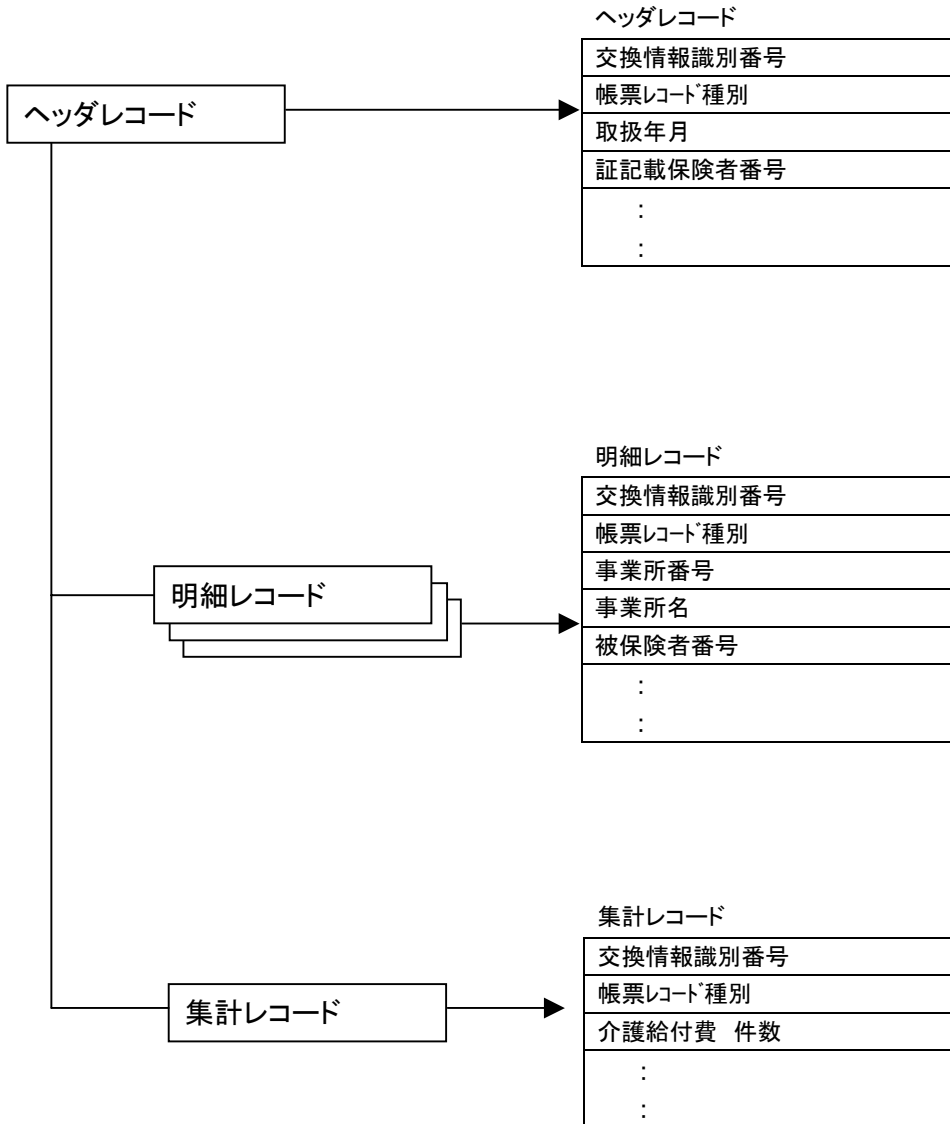 ヘッダレコード
ヘッダレコード
交換情報識別番号
帳票ﾚｺｰﾄﾞ種別
取扱年月
証記載保険者番号
:
:
明細レコード
明細レコード
交換情報識別番号
帳票ﾚｺｰﾄﾞ種別
事業所番号
事業所名
被保険者番号
:
:
集計レコード
集計レコード
交換情報識別番号
帳票ﾚｺｰﾄﾞ種別
介護給付費　件数
:
: